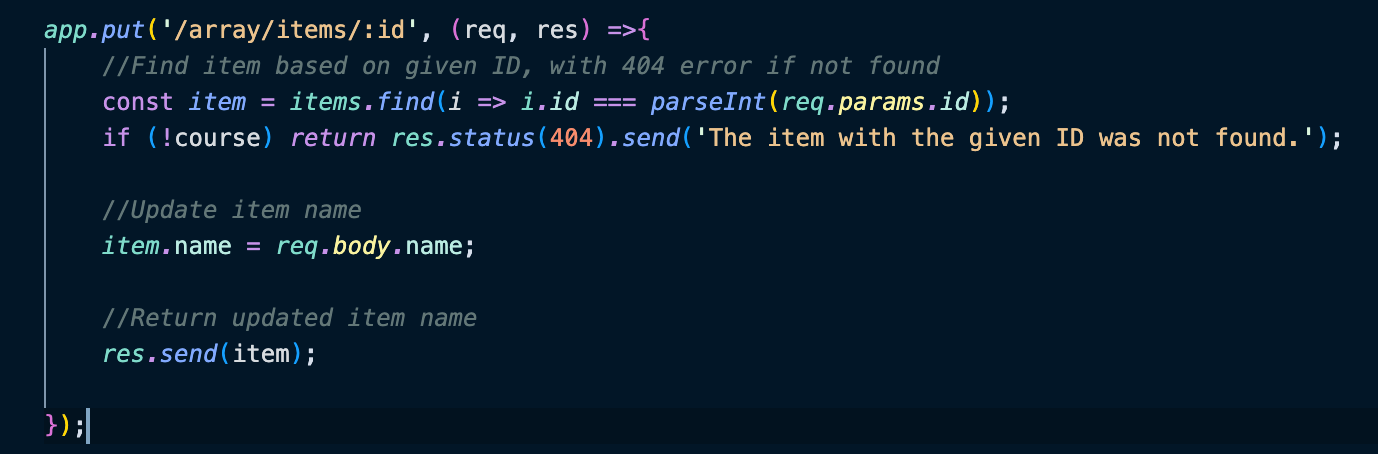 app.put('/array/items/:id', (req, res) =>{
//Find item based on given ID, with 404 error if not found
const item = items.find(i => i.id === parseInt(req.params.id));
if (!course) return res.status(404).send('The item with the given ID was not found.');
//Update item name
item.name = req.body.name;
//Return updated item name
res.send(item);
});